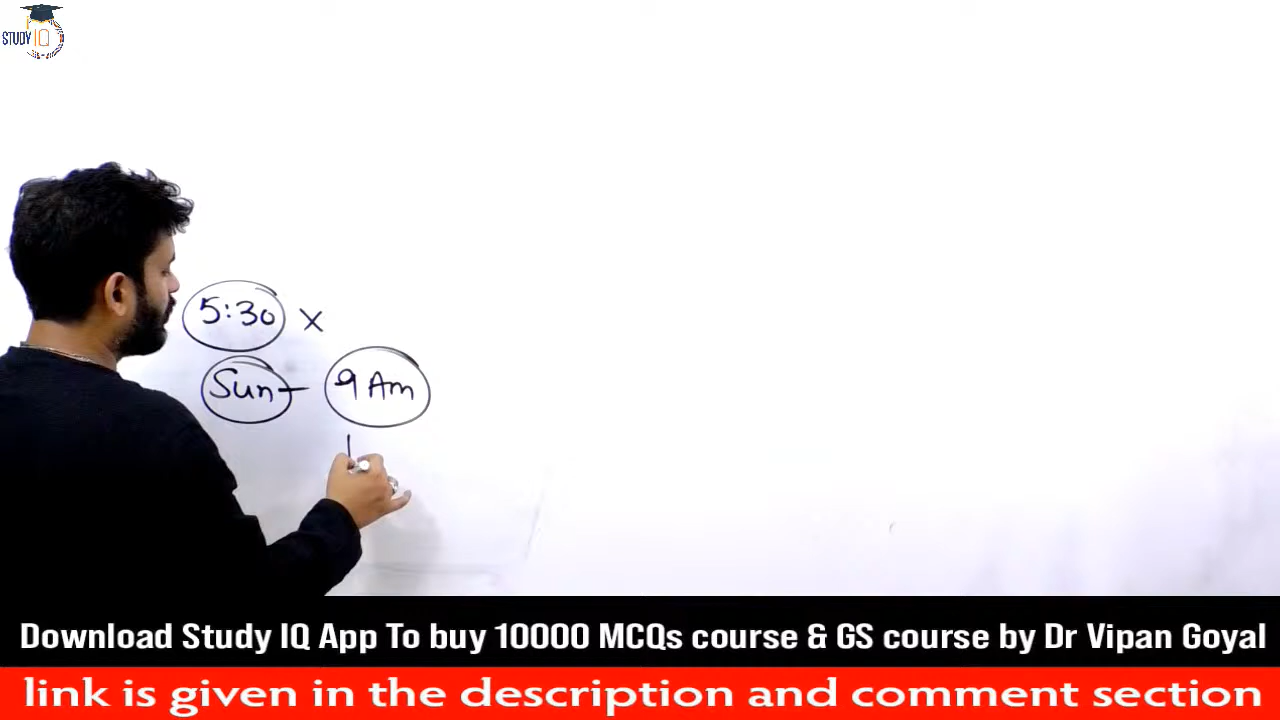 STUDY IQ
5:30 x
Sun - 9 Am
Download Study IQ App To buy 10000 MCQs course & GS course by Dr Vipan Goyal
link is given in the description and comment section